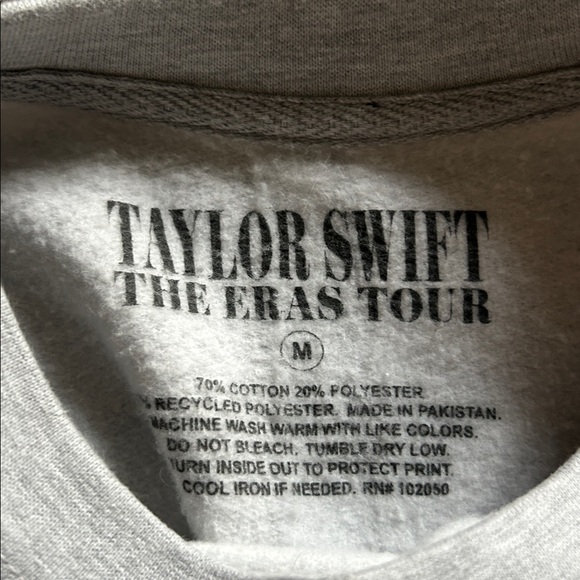 TAYLOR SWIFT
THE ERAS TOUR
M
70% COTTON 20% POLYESTER
% RECYCLED POLYESTER. MADE IN PAKISTAN.
MACHINE WASH WARM WITH LIKE COLORS.
DO NOT BLEACH. TUMBLE DRY LOW.
TURN INSIDE OUT TO PROTECT PRINT.
COOL IRON IF NEEDED. RN# 102050